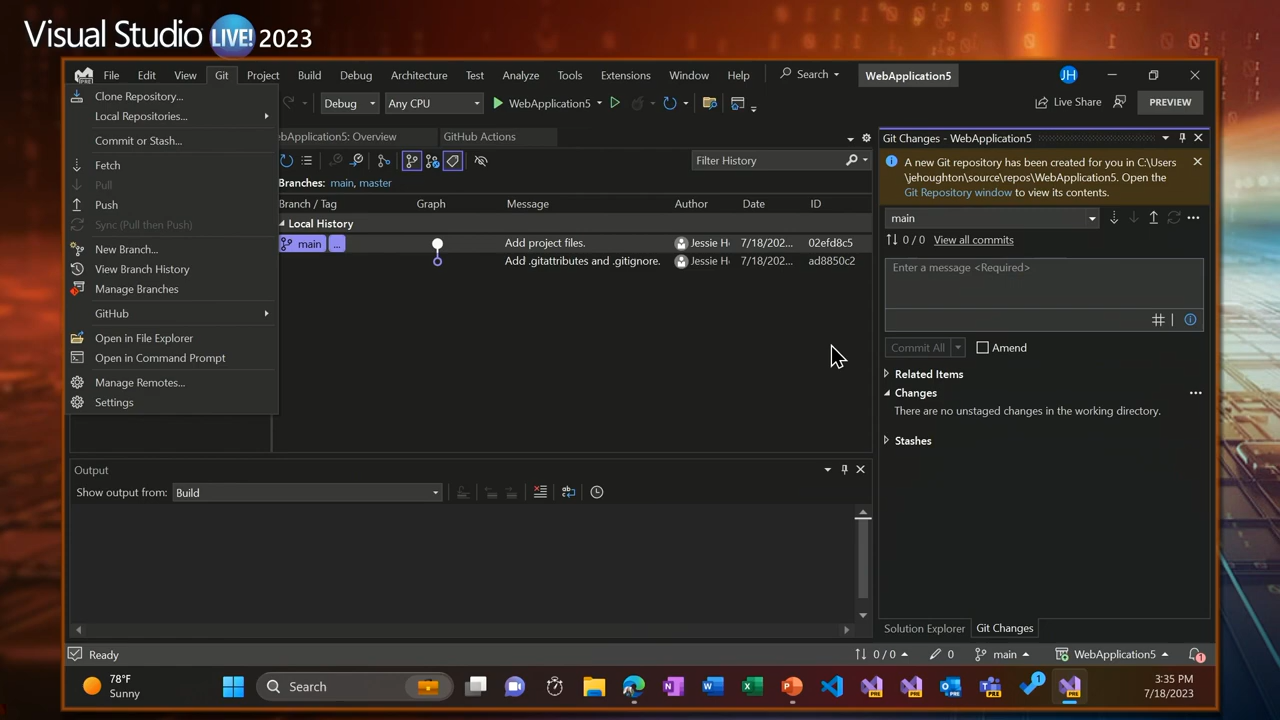 Visual Studio LIVE! 2023
File Edit View Git Project Build Debug Architecture Test Analyze Tools Extensions Window Help Search WebApplication5 JH
Debug Any CPU WebApplication5 Live Share PREVIEW
Clone Repository...
Local Repositories...
Commit or Stash...
Fetch
Pull
Push
Sync (Pull then Push)
New Branch...
View Branch History
Manage Branches
GitHub
Open in File Explorer
Open in Command Prompt
Manage Remotes...
Settings
ebApplication5: Overview GitHub Actions
Filter History
Branches: main, master
Branch / Tag Graph Message Author Date ID
Local History
main ... Add project files. Jessie H 7/18/202... 02efd8c5
Add .gitattributes and .gitignore. Jessie H 7/18/202... ad8850c2
Output
Show output from: Build
Git Changes - WebApplication5
A new Git repository has been created for you in C:\Users
\jehoughton\source\repos\WebApplication5. Open the
Git Repository window to view its contents.
main
0 / 0 View all commits
Enter a message <Required>
Commit All Amend
Related Items
Changes
There are no unstaged changes in the working directory.
Stashes
Solution Explorer Git Changes
Ready 0 / 0 0 main WebApplication5 1
78°F
Sunny
Search
PRE PRE PRE PRE 1 PRE
3:35 PM
7/18/2023